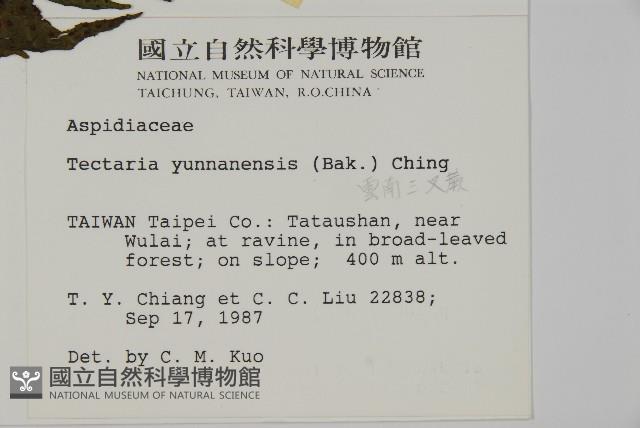 國立自然科學博物館
NATIONAL MUSEUM OF NATURAL SCIENCE
TAICHUNG, TAIWAN, R.O.CHINA
Aspidiaceae
Tectaria yunnanensis (Bak.) Ching
雲南三叉蕨
TAIWAN Taipei Co.: Tataushan, near
Wulai; at ravine, in broad-leaved
forest; on slope; 400 m alt.
T. Y. Chiang et C. C. Liu 22838;
Sep 17, 1987
Det. by C. M. Kuo
國立自然科學博物館
NATIONAL MUSEUM OF NATURAL SCIENCE